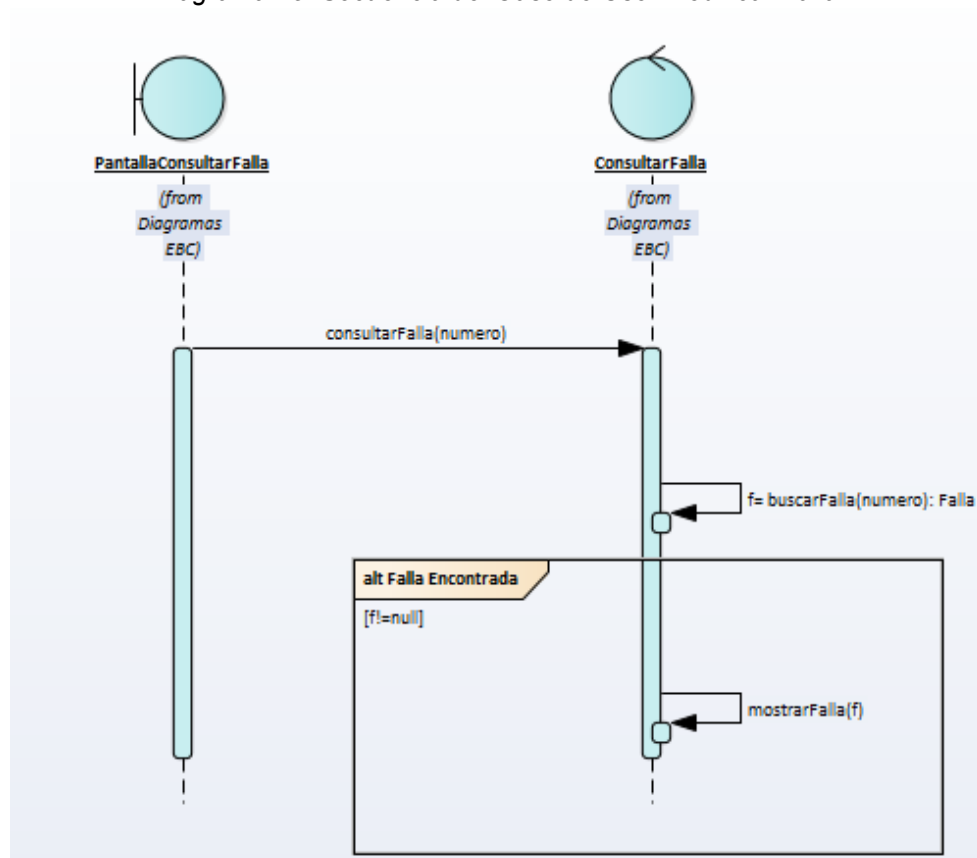 PantallaConsultarFalla
(from
Diagramas
EBC)
ConsultarFalla
(from
Diagramas
EBC)
consultarFalla(numero)
f= buscarFalla(numero): Falla
alt Falla Encontrada
[f!=null]
mostrarFalla(f)